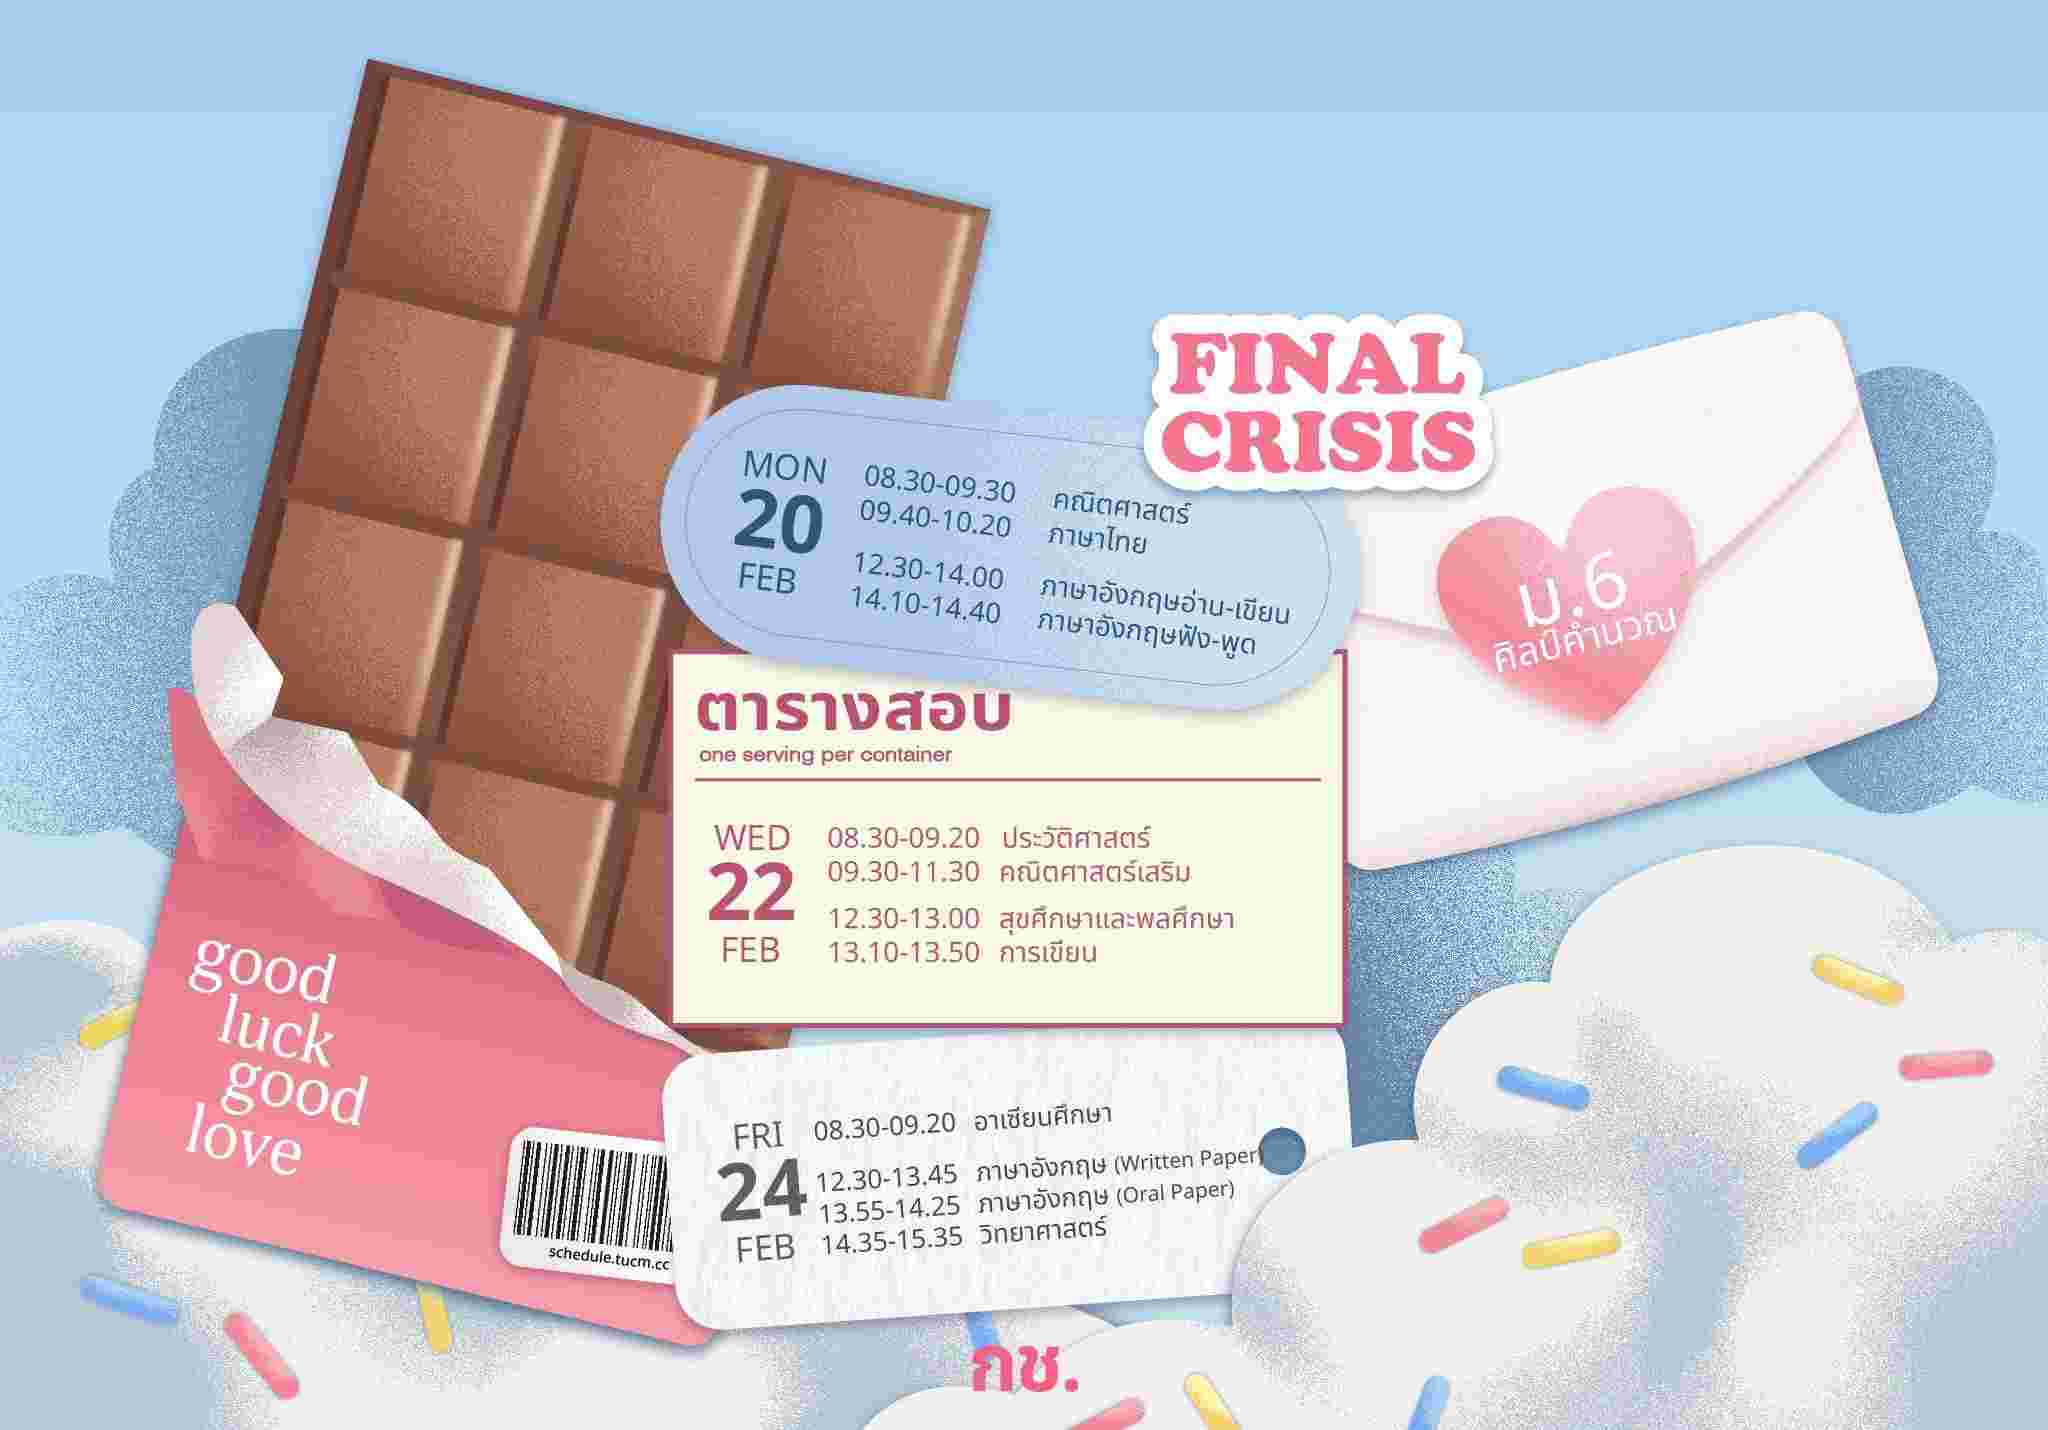 FINAL
CRISIS
ม.6
ศิลป์คำนวณ
MON
20
FEB
08.30-09.30 คณิตศาสตร์
09.40-10.20 ภาษาไทย
12.30-14.00 ภาษาอังกฤษอ่าน-เขียน
14.10-14.40 ภาษาอังกฤษฟัง-พูด
ตารางสอบ
one serving per container
WED
22
FEB
08.30-09.20 ประวัติศาสตร์
09.30-11.30 คณิตศาสตร์เสริม
12.30-13.00 สุขศึกษาและพลศึกษา
13.10-13.50 การเขียน
FRI
24
FEB
08.30-09.20 อาเซียนศึกษา
12.30-13.45 ภาษาอังกฤษ (Written Paper)
13.55-14.25 ภาษาอังกฤษ (Oral Paper)
14.35-15.35 วิทยาศาสตร์
good
luck
good
love
schedule.tucm.cc
กช.